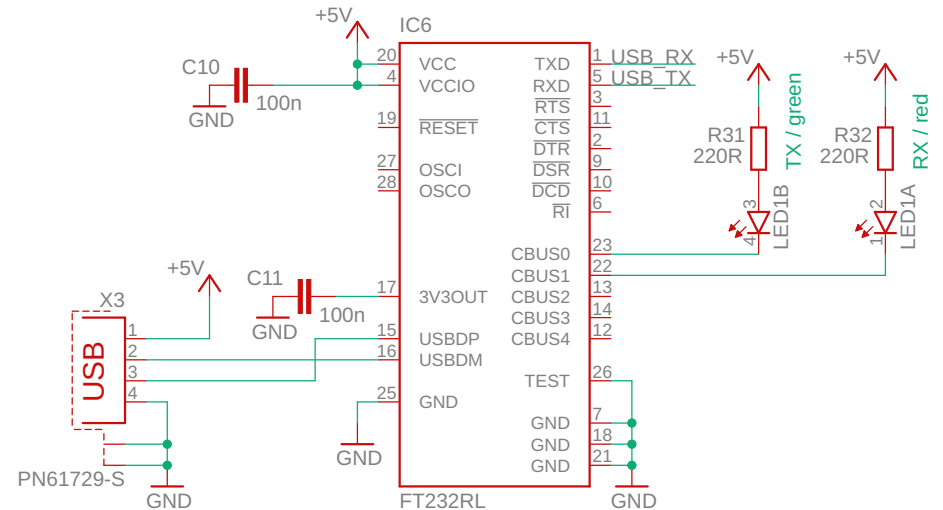 +5V
IC6
C10
100n
GND
20
VCC
4
VCCIO
19
RESET
27
OSCI
28
OSCO
17
3V3OUT
15
USBDP
16
USBDM
25
GND
GND
TXD
1
USB_RX
RXD
5
USB_TX
RTS
3
CTS
11
DTR
2
DSR
9
DCD
10
RI
6
CBUS0
23
CBUS1
22
CBUS2
13
CBUS3
14
CBUS4
12
TEST
26
GND
7
GND
18
GND
21
GND
FT232RL
+5V
R31
220R
TX / green
3
4
LED1B
+5V
R32
220R
RX / red
2
1
LED1A
C11
100n
GND
+5V
X3
USB
1
2
3
4
PN61729-S
GND